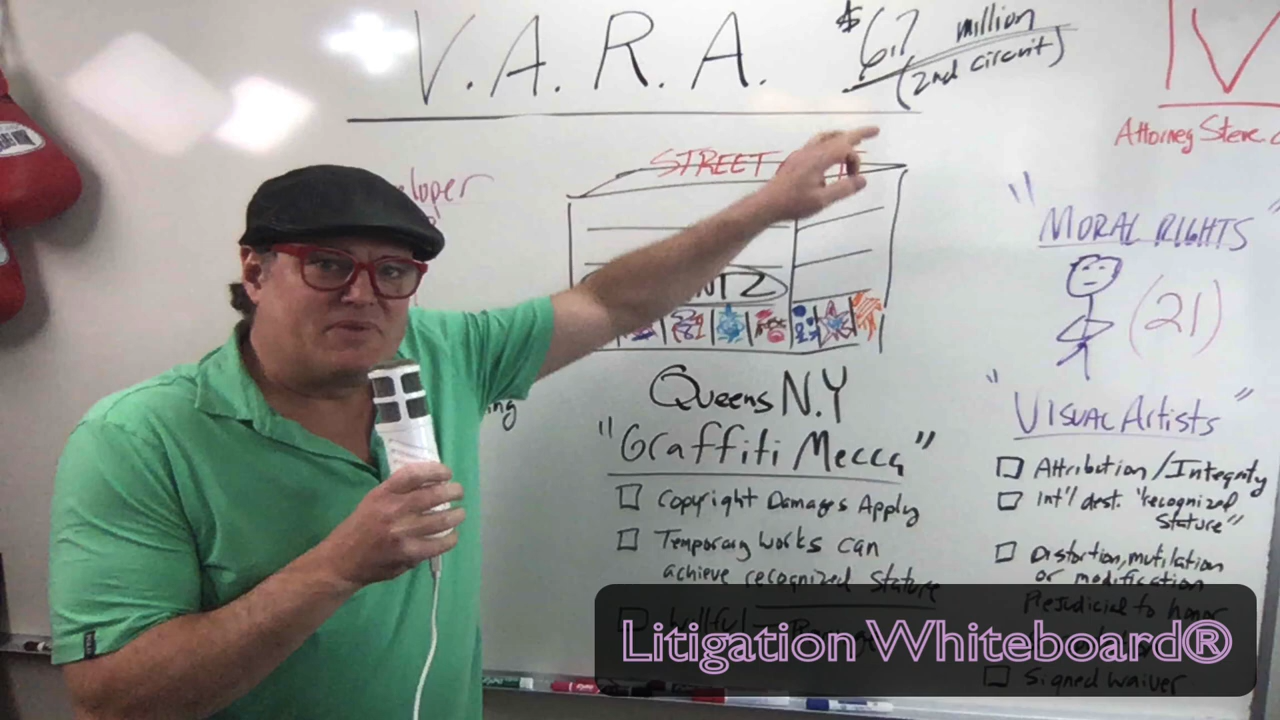 V.A.R.A.
$6.7 million
(2nd circuit)
IV
Attorney Steve.c
STREET
Queens N.Y
"Graffiti Mecca"
Copyright Damages Apply
Temporary works can
achieve recognized stature
willful
"MORAL RIGHTS"
(21)
"VISUAL Artists"
Attribution/Integrity
Int'l dest. "recognized
stature"
Distortion, mutilation
or modification
Prejudicial to honor
Signed waiver
Litigation Whiteboard®